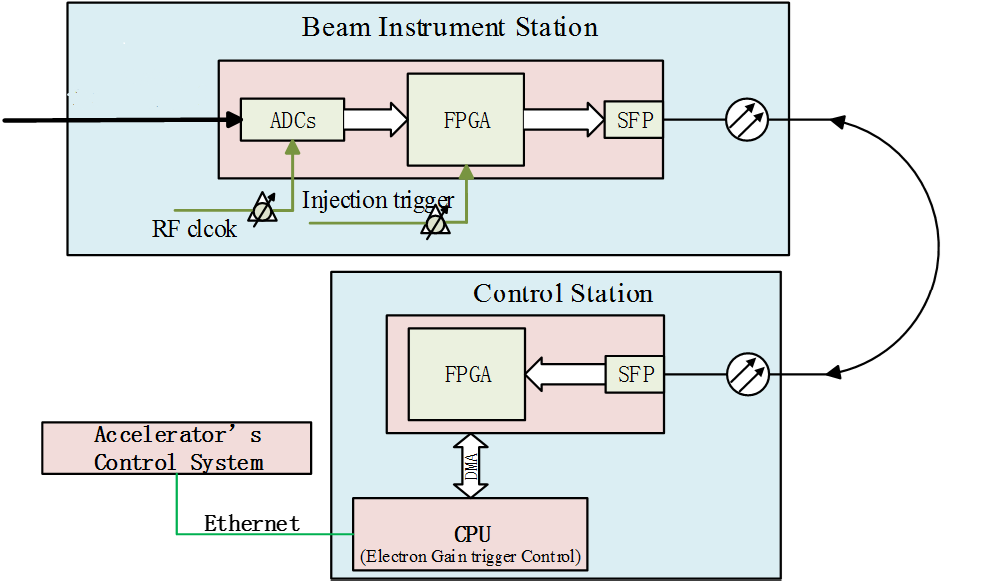 Beam Instrument Station
ADCs
FPGA
SFP
Injection trigger
RF clcok
Control Station
FPGA
SFP
DMA
Accelerator’s
Control System
Ethernet
CPU
(Electron Gain trigger Control)